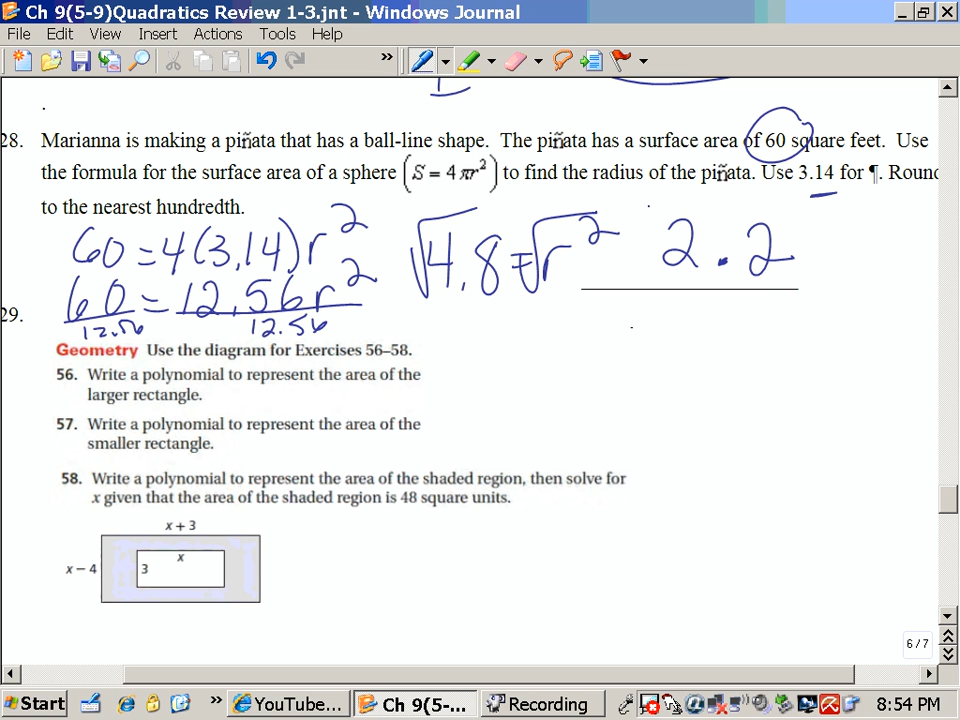 Ch 9(5-9)Quadratics Review 1-3.jnt - Windows Journal
File Edit View Insert Actions Tools Help
»
.
28. Marianna is making a piñata that has a ball-line shape. The piñata has a surface area of 60 square feet. Use
the formula for the surface area of a sphere (S = 4πr²) to find the radius of the piñata. Use 3.14 for ¶. Round
to the nearest hundredth.
60 = 4(3.14)r²
√4.8 = √r² 2.2
60 = 12.56r²
12.56 12.56
29.
Geometry Use the diagram for Exercises 56–58.
56. Write a polynomial to represent the area of the
larger rectangle.
57. Write a polynomial to represent the area of the
smaller rectangle.
58. Write a polynomial to represent the area of the shaded region, then solve for
x given that the area of the shaded region is 48 square units.
x + 3
x
x − 4 3
6 / 7
Start » YouTube... Ch 9(5-... Recording 8:54 PM